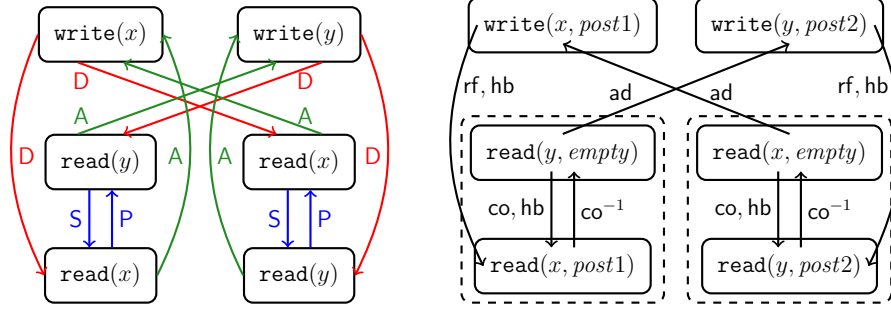 write(x) write(y) write(x, post1) write(y, post2)
D D rf, hb ad ad rf, hb
A A
D read(y) A A read(x) D read(y, empty) read(x, empty)
S P S P co, hb co⁻¹ co, hb co⁻¹
read(x) read(y) read(x, post1) read(y, post2)